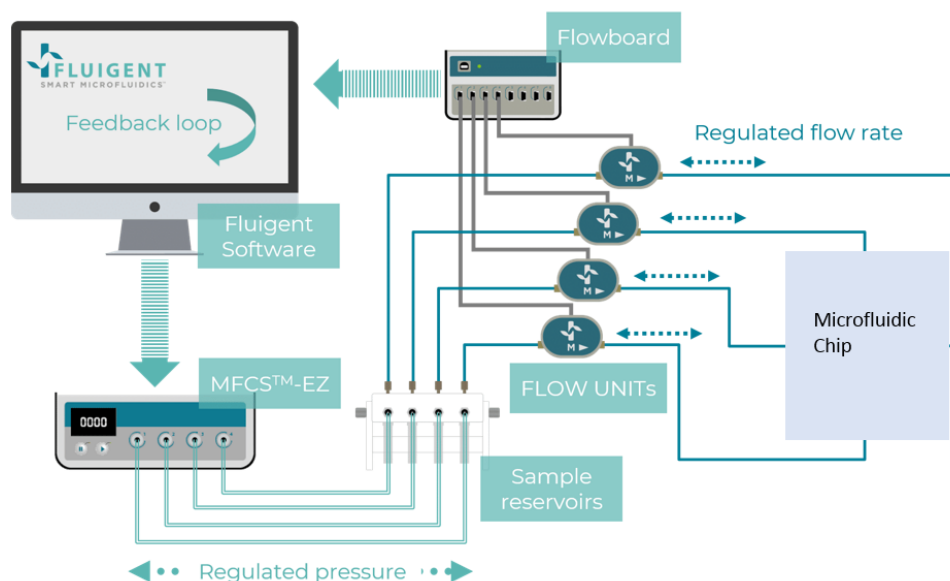 Flowboard
FLUIGENT
SMART MICROFLUIDICS™
Feedback loop
Regulated flow rate
M
M
Fluigent
Software
M
Microfluidic
Chip
M
MFCS™-EZ
FLOW UNITs
0000
Sample
reservoirs
Regulated pressure